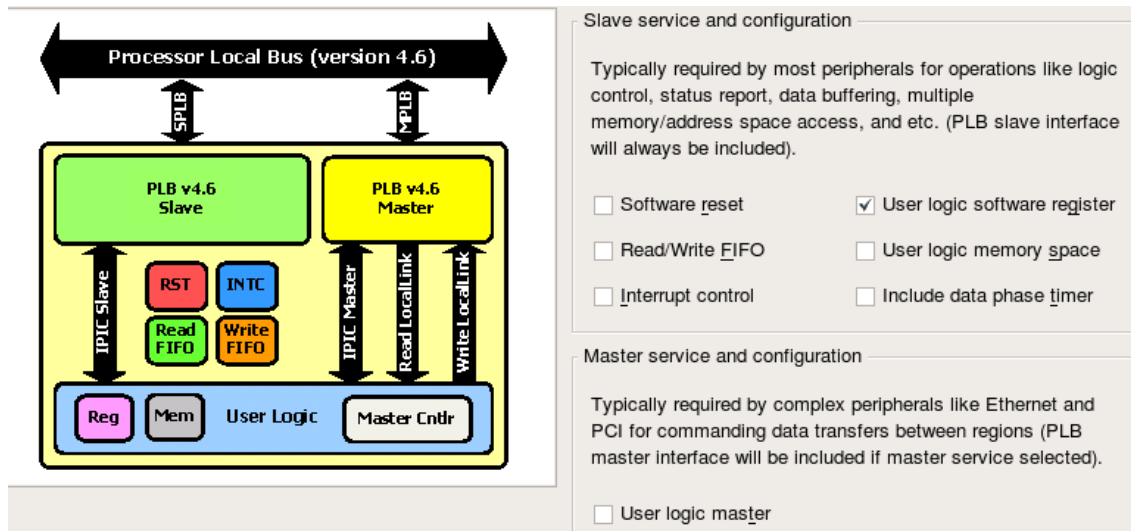 Processor Local Bus (version 4.6)
SPLB
MPLB
PLB v4.6
Slave
PLB v4.6
Master
IPIC Slave
RST
INTC
Read
FIFO
Write
FIFO
IPIC Master
Read LocalLink
Write LocalLink
Reg
Mem
User Logic
Master Cntlr
Slave service and configuration
Typically required by most peripherals for operations like logic
control, status report, data buffering, multiple
memory/address space access, and etc. (PLB slave interface
will always be included).
Software reset
User logic software register
Read/Write FIFO
User logic memory space
Interrupt control
Include data phase timer
Master service and configuration
Typically required by complex peripherals like Ethernet and
PCI for commanding data transfers between regions (PLB
master interface will be included if master service selected).
User logic master